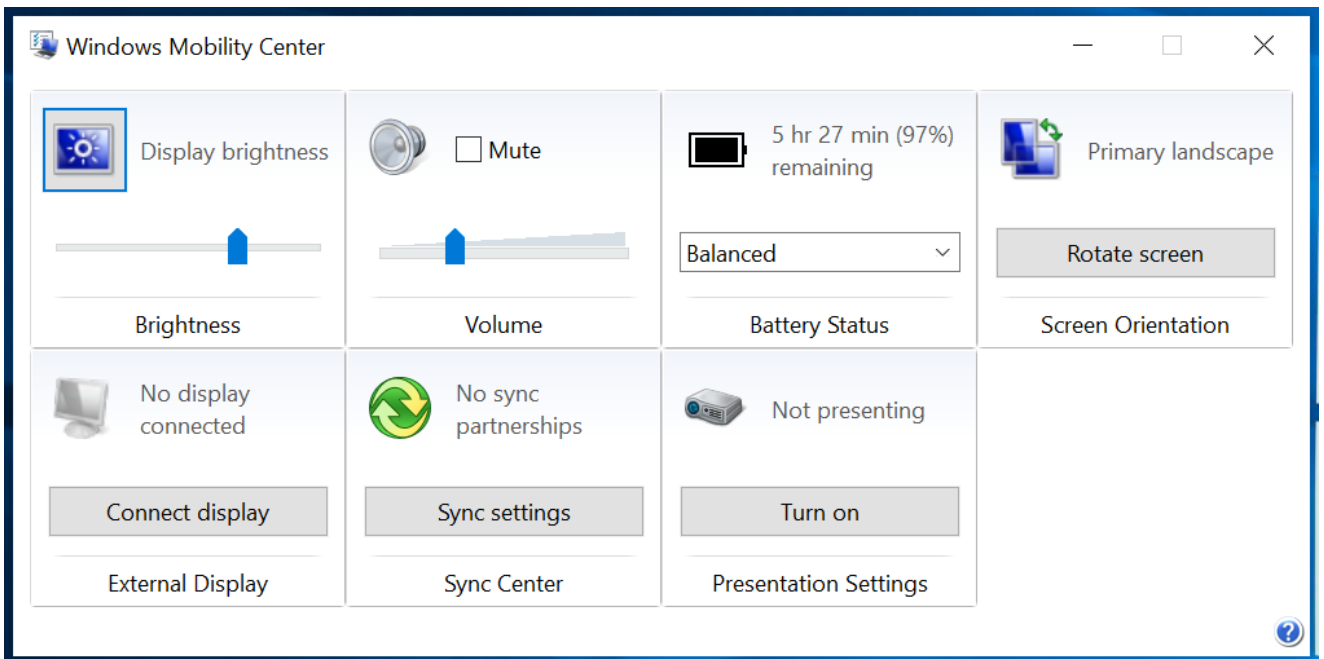 Windows Mobility Center
Display brightness
Brightness
Mute
Volume
5 hr 27 min (97%)
remaining
Balanced
Battery Status
Primary landscape
Rotate screen
Screen Orientation
No display
connected
Connect display
External Display
No sync
partnerships
Sync settings
Sync Center
Not presenting
Turn on
Presentation Settings
?